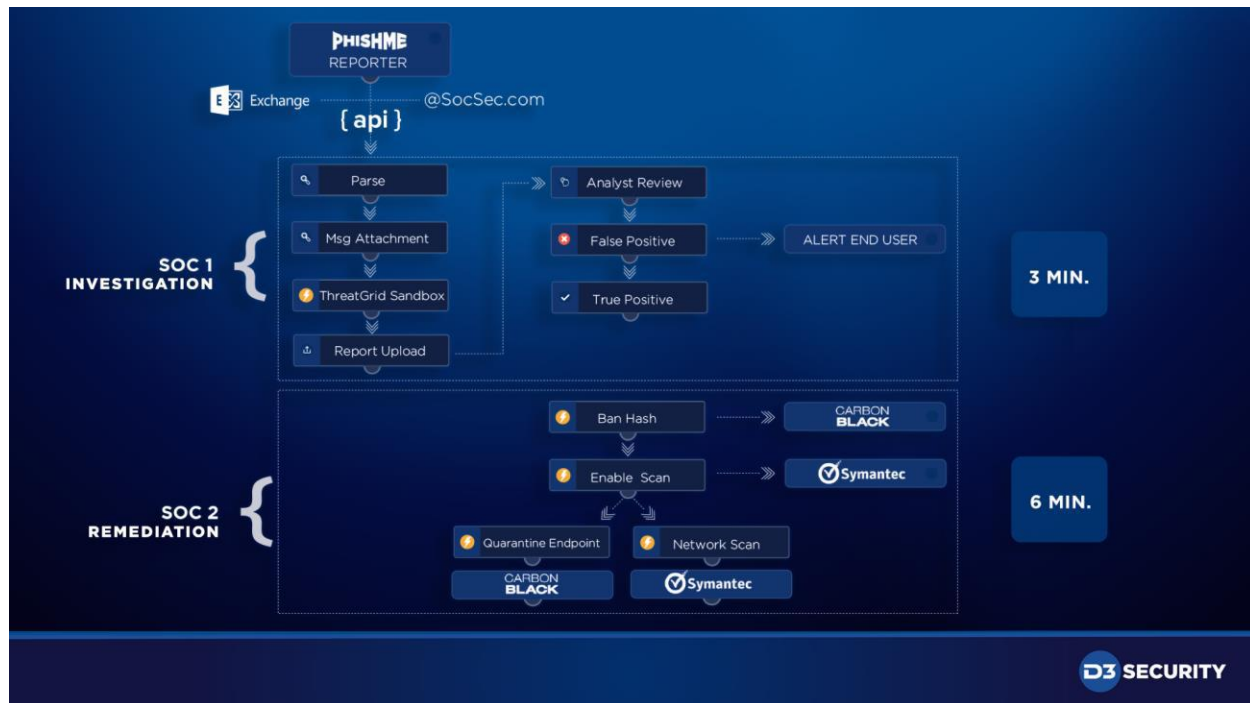 PHISHME
REPORTER
E Exchange
@SocSec.com
{ api }
Parse
Msg Attachment
ThreatGrid Sandbox
Report Upload
Analyst Review
False Positive
True Positive
ALERT END USER
SOC 1
INVESTIGATION
3 MIN.
Ban Hash
CARBON
BLACK
Enable Scan
Symantec
Quarantine Endpoint
Network Scan
CARBON
BLACK
Symantec
SOC 2
REMEDIATION
6 MIN.
D3 SECURITY